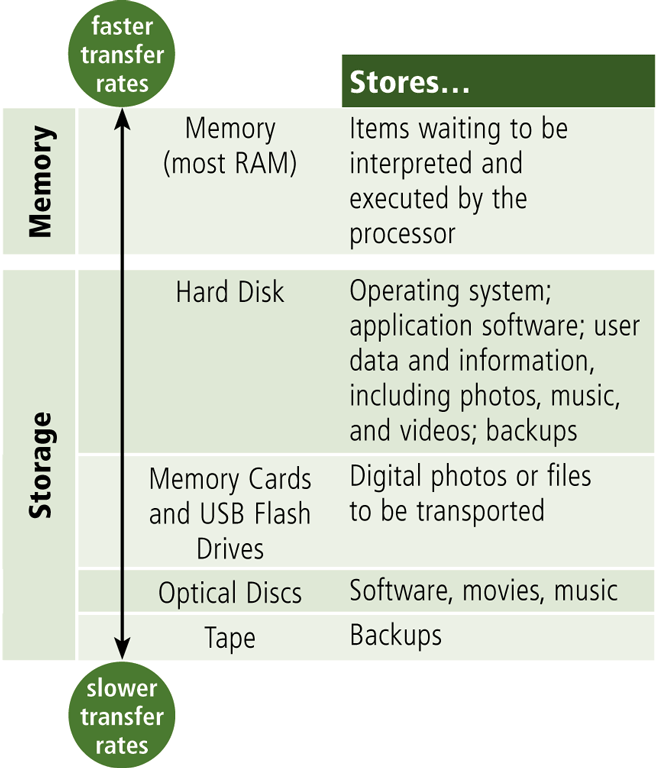 faster
transfer
rates
Stores...
Memory
Memory
(most RAM)
Items waiting to be
interpreted and
executed by the
processor
Storage
Hard Disk
Operating system;
application software; user
data and information,
including photos, music,
and videos; backups
Memory Cards
and USB Flash
Drives
Digital photos or files
to be transported
Optical Discs
Software, movies, music
Tape
Backups
slower
transfer
rates